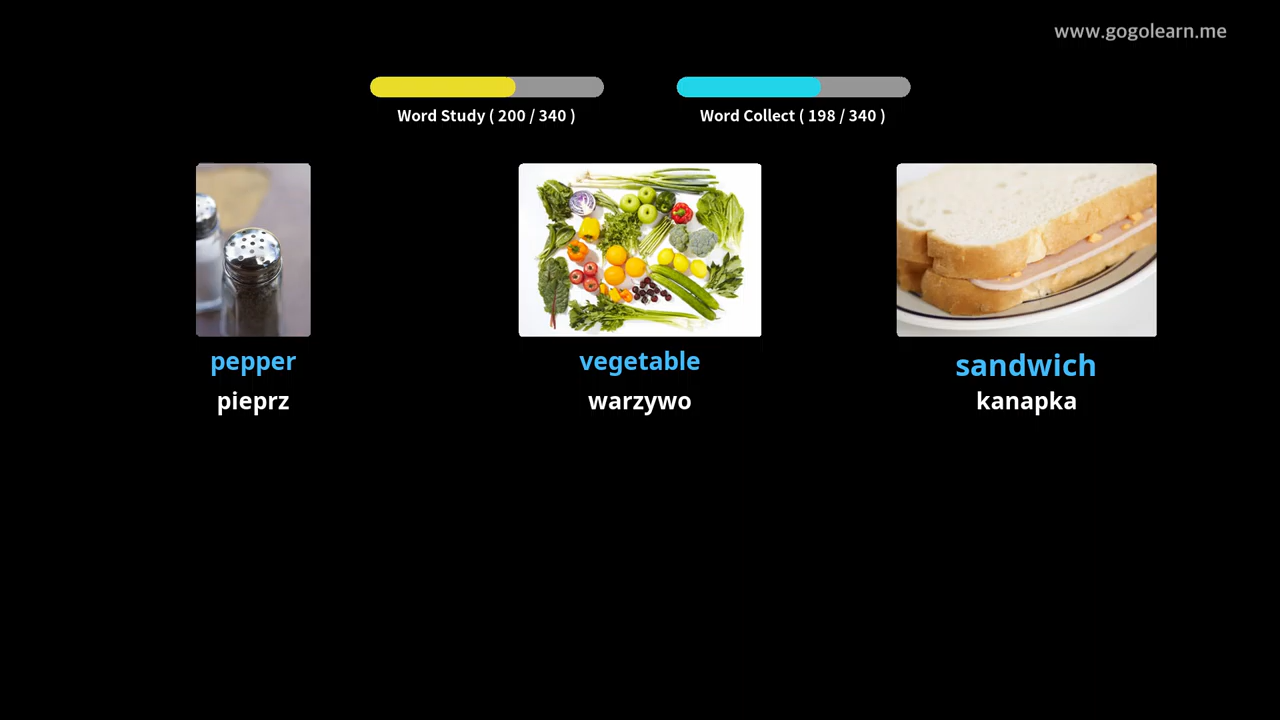 www.gogolearn.me
Word Study ( 200 / 340 )
Word Collect ( 198 / 340 )
pepper
pieprz
vegetable
warzywo
sandwich
kanapka